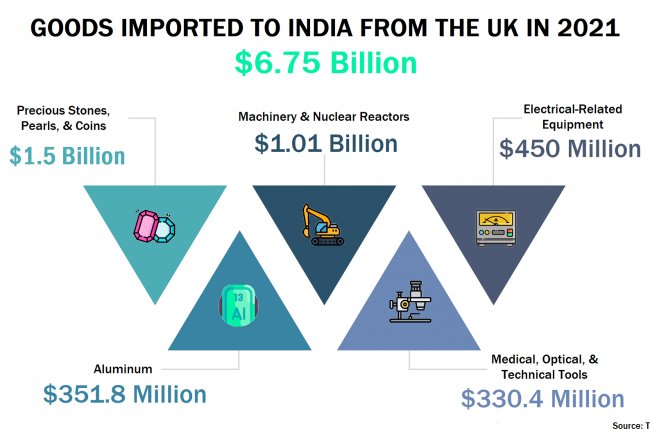 GOODS IMPORTED TO INDIA FROM THE UK IN 2021
$6.75 Billion
Precious Stones,
Pearls, & Coins
$1.5 Billion
Machinery & Nuclear Reactors
$1.01 Billion
Electrical-Related
Equipment
$450 Million
13
Al
A
Aluminum
$351.8 Million
Medical, Optical, &
Technical Tools
$330.4 Million
Source: T